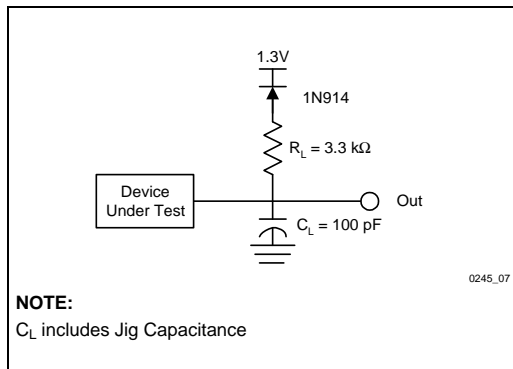 1.3V
1N914
R_L = 3.3 kΩ
Device
Under Test
Out
C_L = 100 pF
0245_07
NOTE:
C_L includes Jig Capacitance